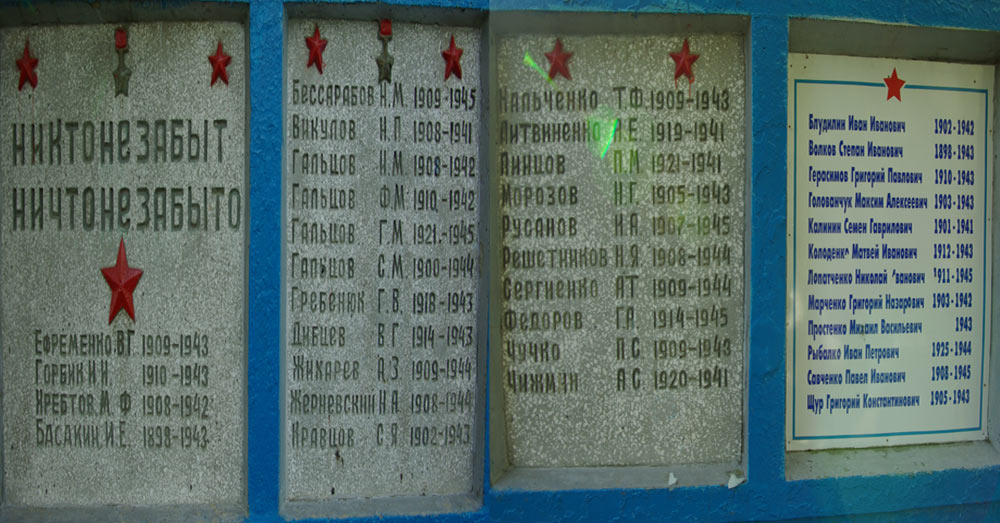 НИКТО НЕ ЗАБЫТ
НИЧТО НЕ ЗАБЫТО
ЕФРЕМЕНКО В.Г. 1909-1943
ГОРБИК И.И. 1910-1943
ЯРЕБТОВ. М. Ф 1908-1942
БАСАКИН. И Е. 1898-1943
БЕССАРАБОВ Н.М. 1909-1945
ВИКУЛОВ Н.П 1908-1941
ГАЛЬЦОВ Н.М 1908-1942
ГАЛЬЦОВ Ф.М 1910-1942
ГАЛЬЦОВ Г.М 1921-1945
ГАЛЬЦОВ С.М 1900-1944
ГРЕБЕНЮК Г.В. 1918-1943
ДИБЦЕВ В.Г 1914-1943
ЖИХАРЕВ А.З 1909-1944
ЖЕРНЕВСКИЙ Н.А. 1908-1944
КРАВЦОВ С.Я 1902-1943
КАЛЬЧЕНКО Т.Ф. 1909-1943
ЛИТВИНЕНКО Е 1919-1941
ЛИНЦОВ П.М 1921-1941
МОРОЗОВ Н.Г. 1905-1943
РУСАНОВ И.А 1907-1945
РЕШЕТНЯКОВ Н.Я 1908-1944
СЕРГИЕНКО А.Т 1909-1944
ФЕДОРОВ Г.Я. 1914-1945
ЧУЧКО П.С 1909-1943
ЧИЖМАН А.С 1920-1941
Блудилин Иван Иванович 1902-1942
Волков Степан Иванович 1898-1943
Герасимов Григорий Павлович 1910-1943
Голованчук Максим Алексеевич 1903-1943
Калинин Семен Гаврилович 1901-1941
Колоденко Матвей Иванович 1912-1943
Лопатченко Николай Иванович 1911-1945
Марченко Григорий Назарович 1903-1942
Простенко Михаил Васильевич 1943
Рыбалко Иван Петрович 1925-1944
Савченко Павел Иванович 1908-1945
Щур Григорий Константинович 1905-1943